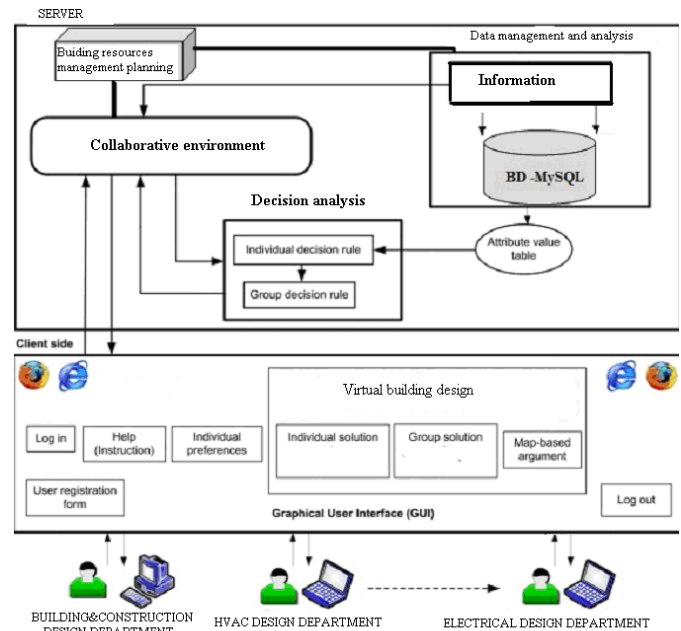 SERVER
Buiding resources
management planning
Data management and analysis
Information
Collaborative environment
BD -MySQL
Decision analysis
Individual decision rule
Group decision rule
Attribute value
table
Client side
Virtual building design
Log in
Help
(Instruction)
Individual
preferences
Individual solution
Group solution
Map-based
argument
User registration
form
Log out
Graphical User Interface (GUI)
BUILDING&CONSTRUCTION
DESIGN DEPARTMENT
HVAC DESIGN DEPARTMENT
ELECTRICAL DESIGN DEPARTMENT